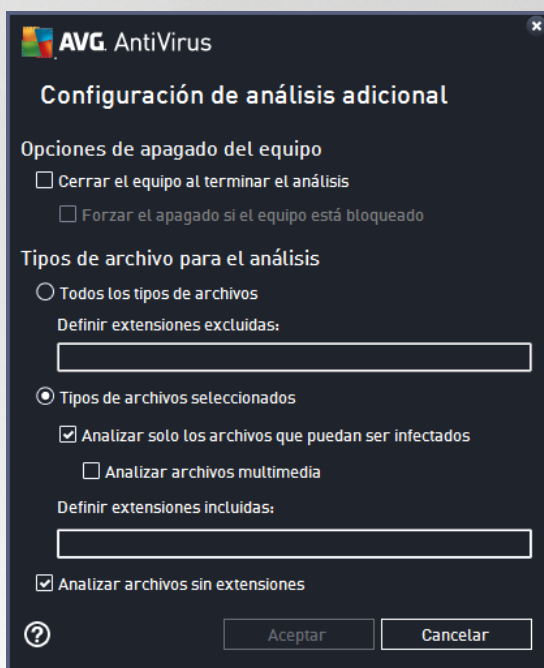 AVG. AntiVirus
Configuración de análisis adicional
Opciones de apagado del equipo
Cerrar el equipo al terminar el análisis
Forzar el apagado si el equipo está bloqueado
Tipos de archivo para el análisis
Todos los tipos de archivos
Definir extensiones excluidas:
Tipos de archivos seleccionados
Analizar solo los archivos que puedan ser infectados
Analizar archivos multimedia
Definir extensiones incluidas:
Analizar archivos sin extensiones
? Aceptar Cancelar